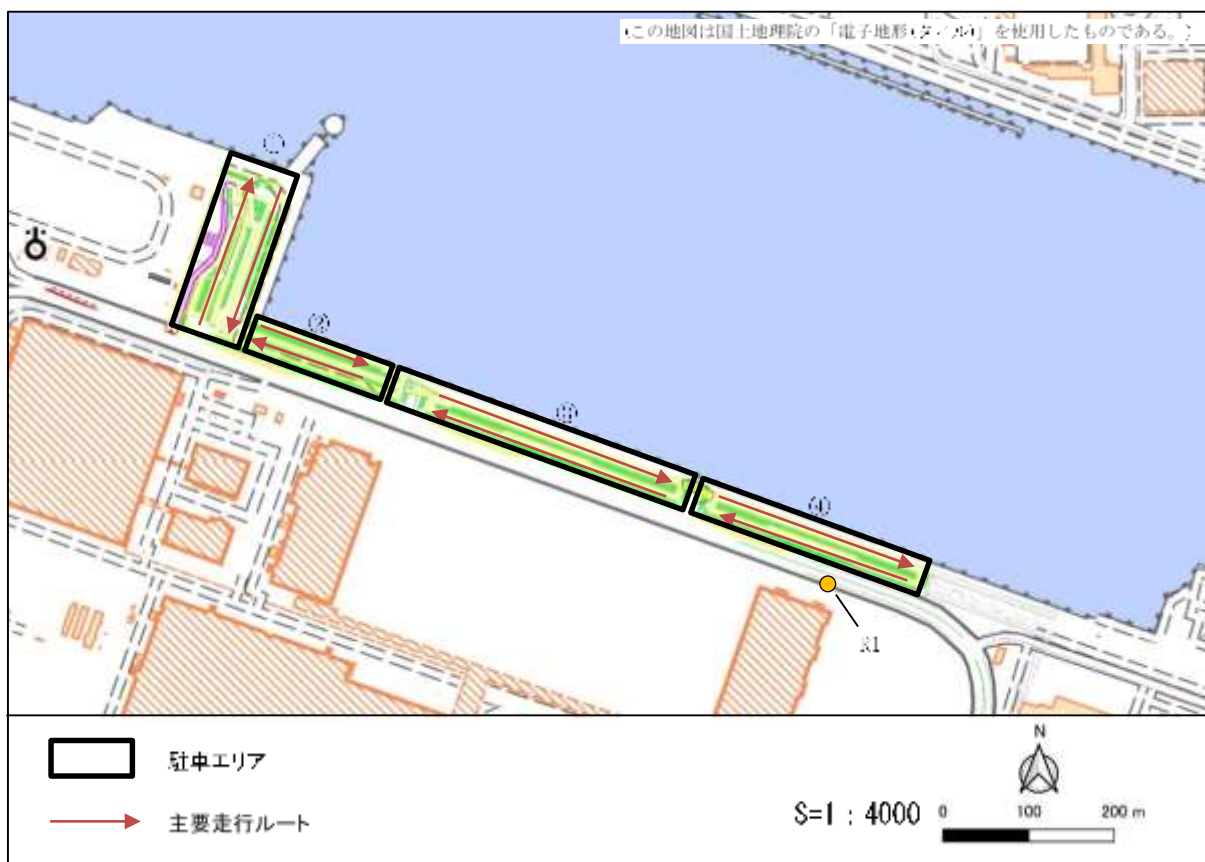 (この地図は国土地理院の「電子地形(タイル)」を使用したものである。)
①
②
③
④
R1
駐車エリア
主要走行ルート
N
S=1 : 4000
0 100 200 m